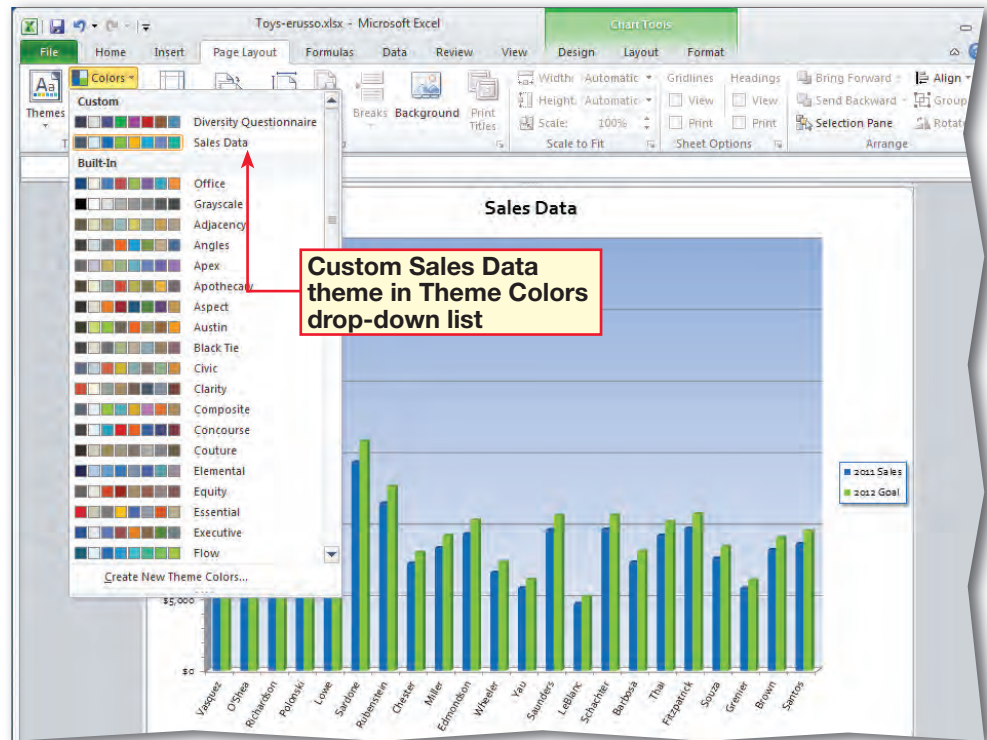 Toys-erusso.xlsx - Microsoft Excel
Chart Tools
File Home Insert Page Layout Formulas Data Review View Design Layout Format
Colors
Themes
Breaks Background Print Titles
Width: Automatic
Height: Automatic
Scale: 100%
Scale to Fit
Gridlines Headings
View View
Print Print
Sheet Options
Bring Forward Align
Send Backward Group
Selection Pane
Arrange
Custom
Diversity Questionnaire
Sales Data
Built-In
Office
Grayscale
Adjacency
Angles
Apex
Apothecary
Aspect
Austin
Black Tie
Civic
Clarity
Composite
Concourse
Couture
Elemental
Equity
Essential
Executive
Flow
Create New Theme Colors...
Custom Sales Data
theme in Theme Colors
drop-down list
Sales Data
2011 Sales
2012 Goal
$5,000
$0
Vasquez
O'Shea
Richardson
Polonski
Lowe
Sardone
Rubenstein
Chester
Miller
Edmondson
Wheeler
Yau
Saunders
LeBlanc
Schachter
Barbosa
Thai
Fitzpatrick
Souza
Grenier
Brown
Santos